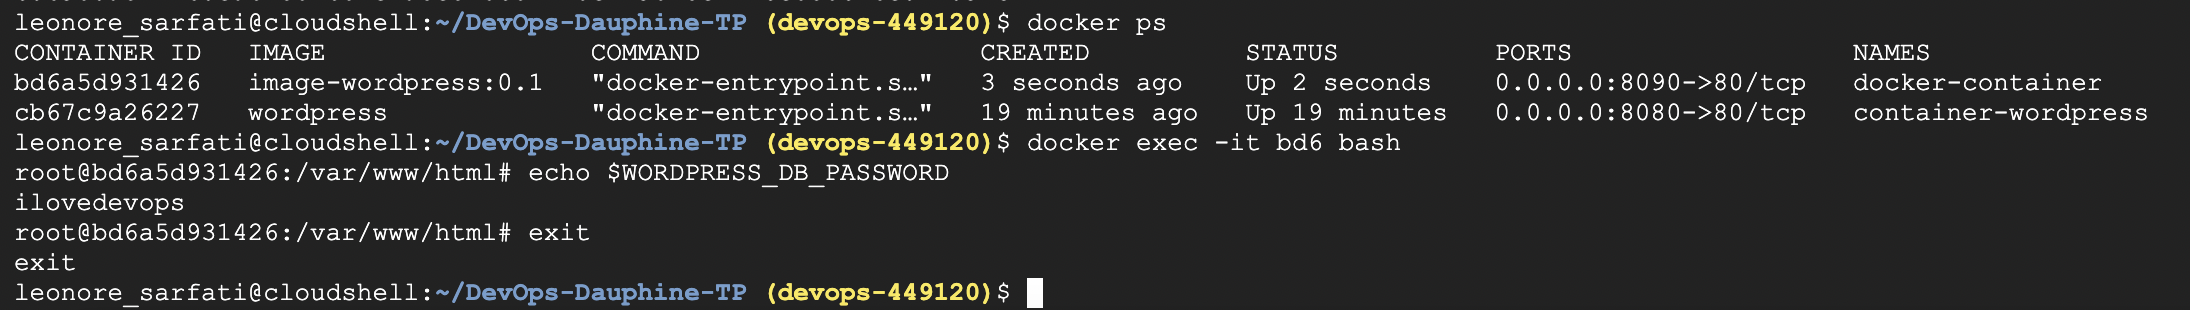 leonore_sarfati@cloudshell:~/DevOps-Dauphine-TP (devops-449120)$ docker ps
CONTAINER ID   IMAGE                 COMMAND                  CREATED          STATUS          PORTS                  NAMES
bd6a5d931426   image-wordpress:0.1   "docker-entrypoint.s…"   3 seconds ago    Up 2 seconds    0.0.0.0:8090->80/tcp   docker-container
cb67c9a26227   wordpress             "docker-entrypoint.s…"   19 minutes ago   Up 19 minutes   0.0.0.0:8080->80/tcp   container-wordpress
leonore_sarfati@cloudshell:~/DevOps-Dauphine-TP (devops-449120)$ docker exec -it bd6 bash
root@bd6a5d931426:/var/www/html# echo $WORDPRESS_DB_PASSWORD
ilovedevops
root@bd6a5d931426:/var/www/html# exit
exit
leonore_sarfati@cloudshell:~/DevOps-Dauphine-TP (devops-449120)$